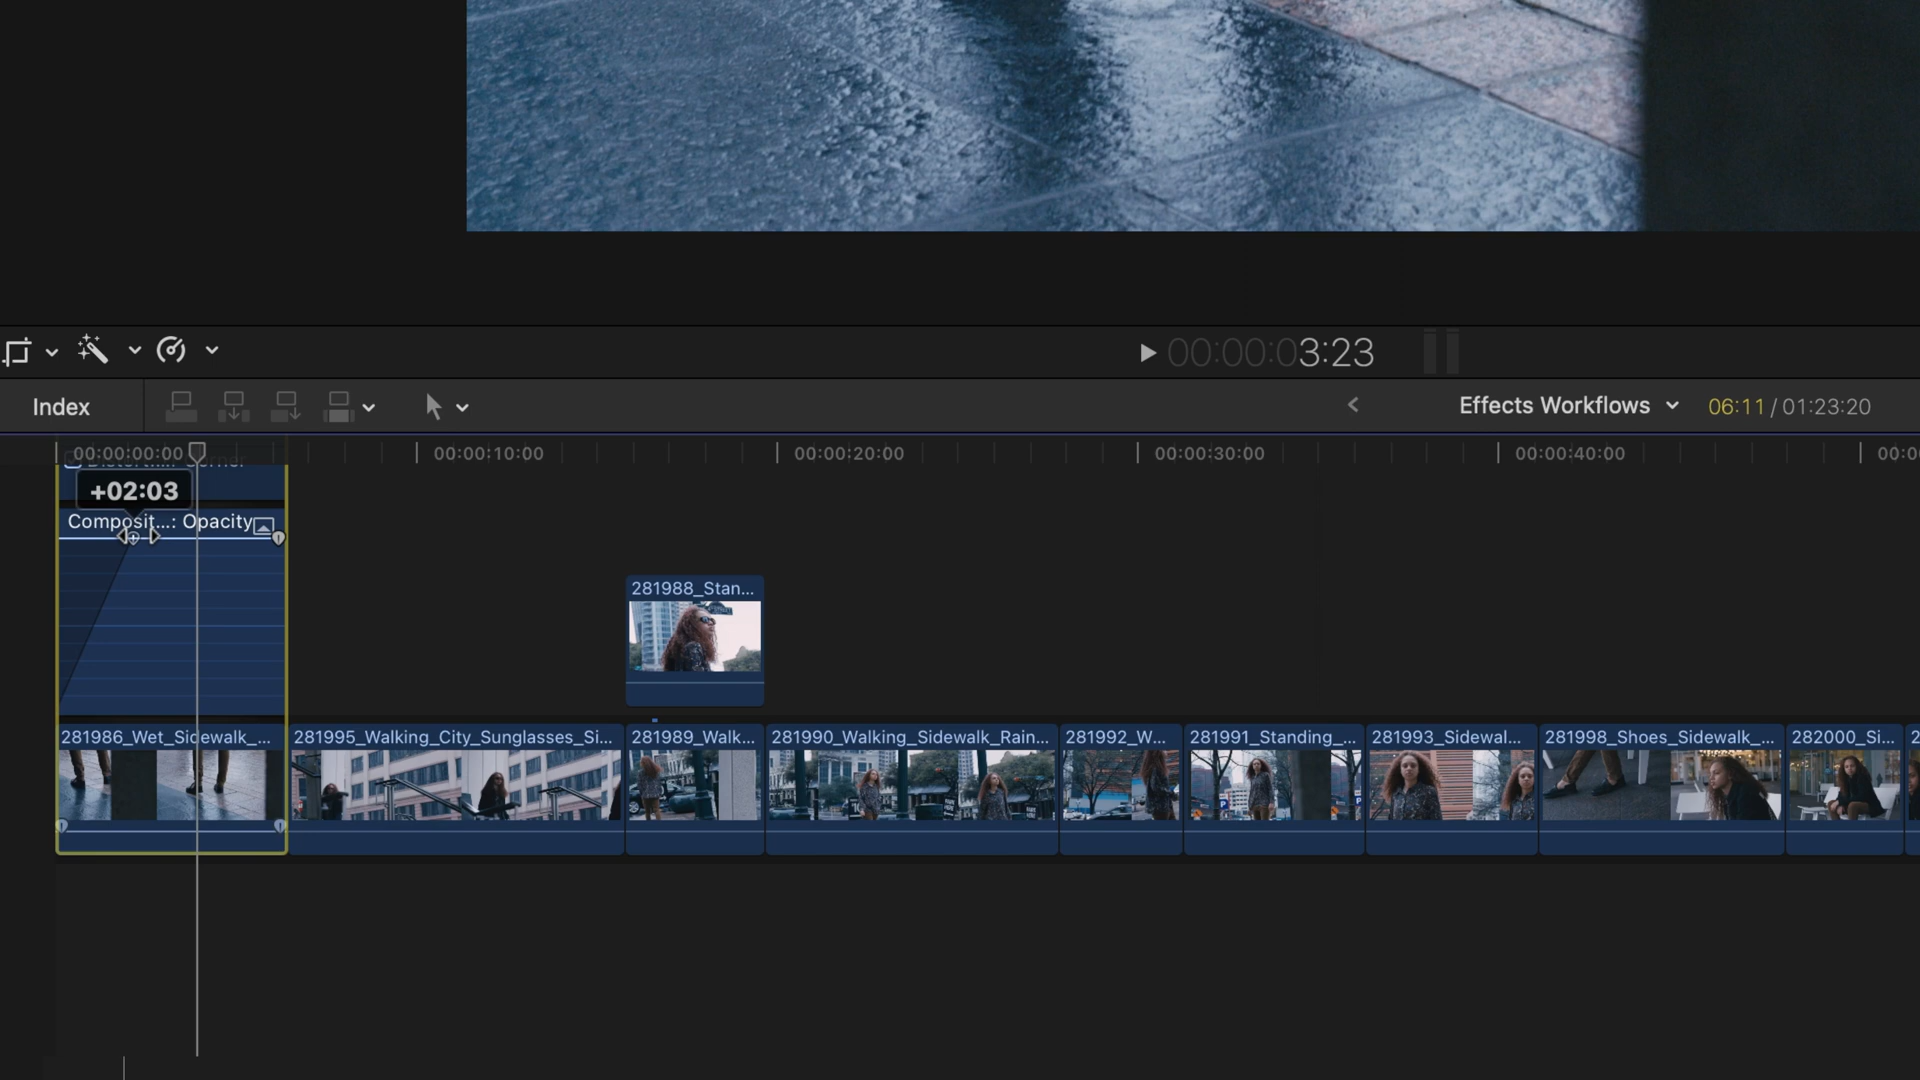 00:00:03:23
Index
Effects Workflows
06:11 / 01:23:20
00:00:00:00
00:00:10:00
00:00:20:00
00:00:30:00
00:00:40:00
+02:03
Composit...: Opacity
281988_Stan...
281986_Wet_Sidewalk_...
281995_Walking_City_Sunglasses_Si...
281989_Walk...
281990_Walking_Sidewalk_Rain...
281992_W...
281991_Standing_...
281993_Sidewal...
281998_Shoes_Sidewalk_...
282000_Si...